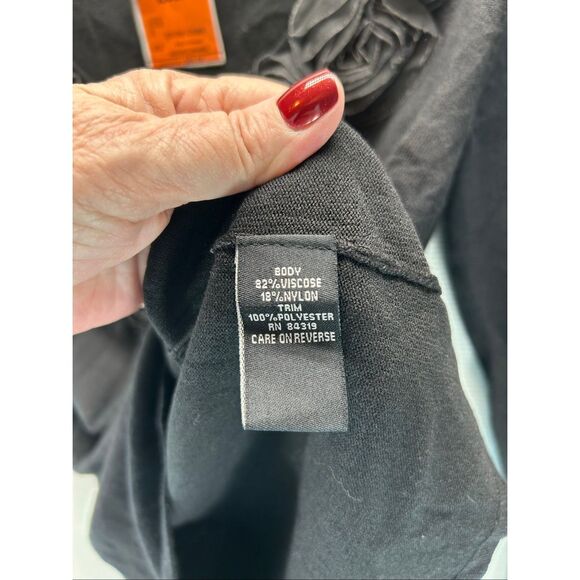 BODY
82%VISCOSE
18%NYLON
TRIM
100%POLYESTER
RN 84319
CARE ON REVERSE